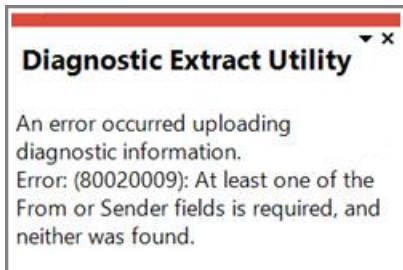 Diagnostic Extract Utility
An error occurred uploading
diagnostic information.
Error: (80020009): At least one of the
From or Sender fields is required, and
neither was found.